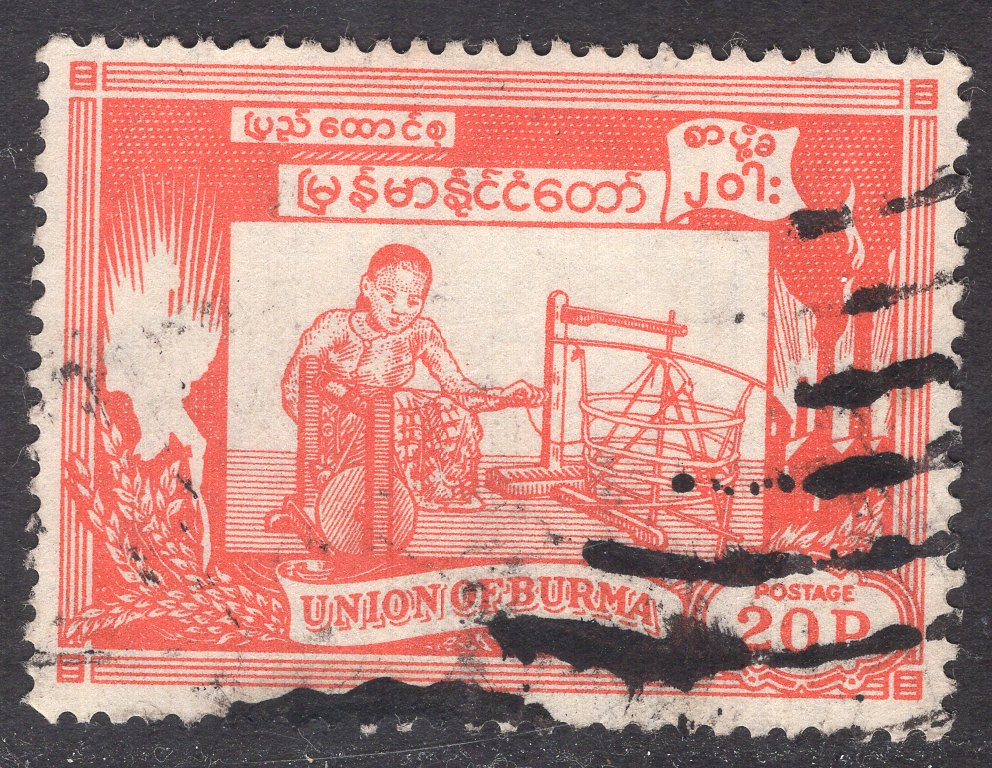 ပြည်ထောင်စု
မြန်မာနိုင်ငံတော်
စာပို့ခ
၂၀ါး
UNION OF BURMA
POSTAGE
20 P